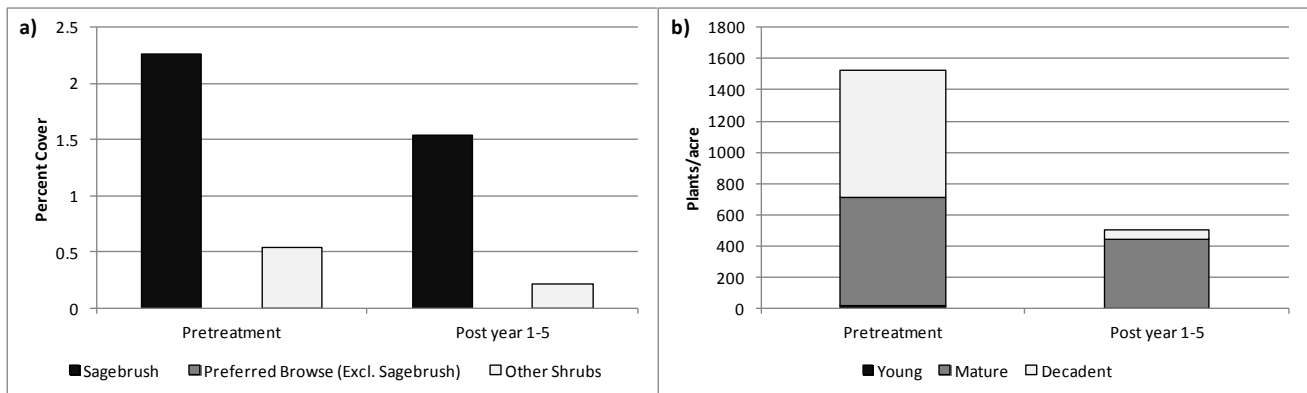 a)
Percent Cover
2.5
2
1.5
1
0.5
0
Pretreatment
Post year 1-5
Sagebrush
Preferred Browse (Excl. Sagebrush)
Other Shrubs
b)
Plants/acre
1800
1600
1400
1200
1000
800
600
400
200
0
Pretreatment
Post year 1-5
Young
Mature
Decadent